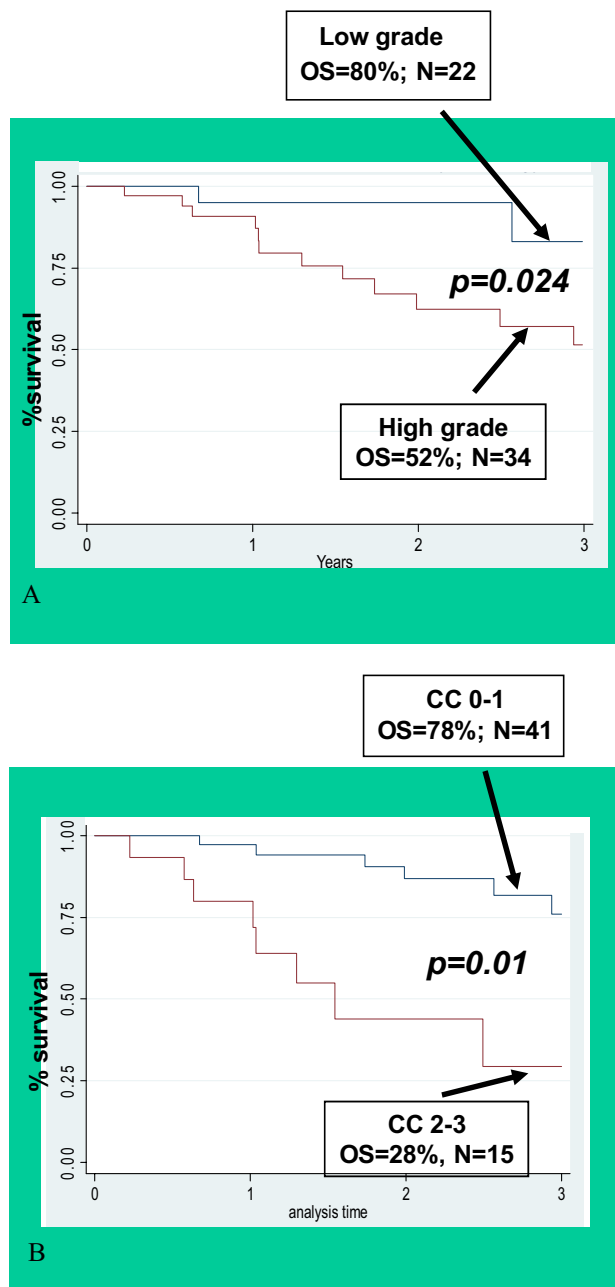 Low grade
OS=80%; N=22
1.00
0.75
0.50
0.25
0.00
%survival
p=0.024
High grade
OS=52%; N=34
0 1 2 3
Years
A
CC 0-1
OS=78%; N=41
1.00
0.75
0.50
0.25
0.00
% survival
p=0.01
CC 2-3
OS=28%, N=15
0 1 2 3
analysis time
B